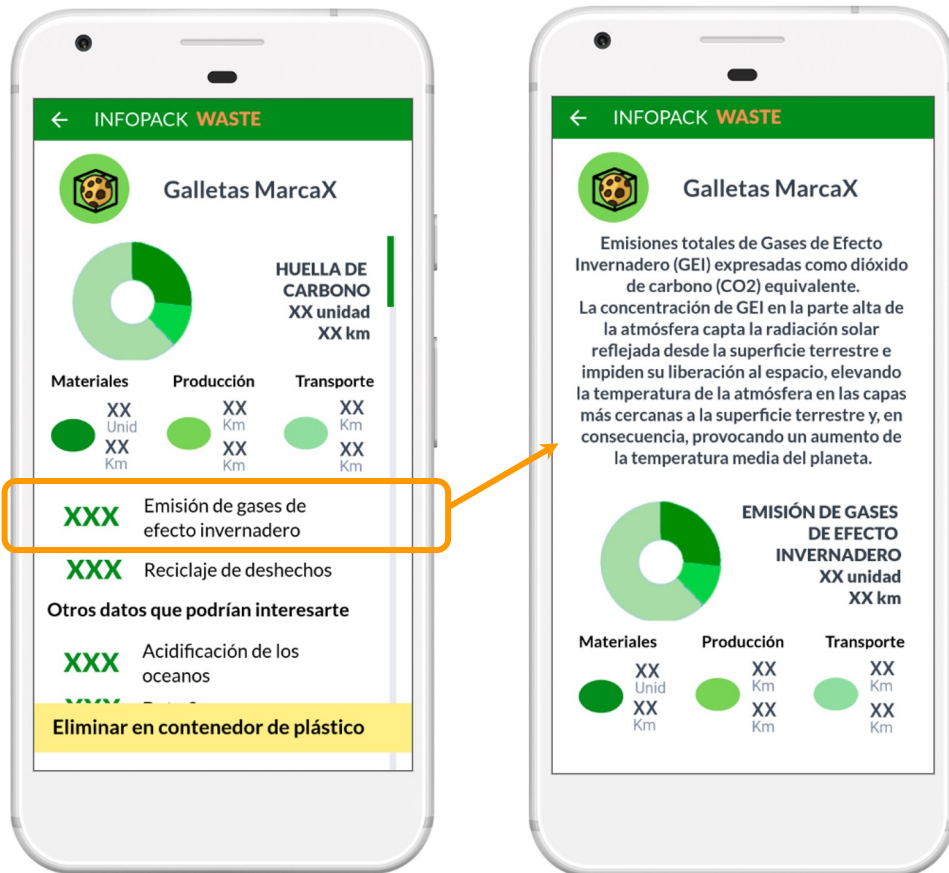 INFOPACK WASTE
Galletas MarcaX
HUELLA DE
CARBONO
XX unidad
XX km
Materiales Producción Transporte
XX XX XX
Unid Km Km
XX XX XX
Km Km Km
XXX Emisión de gases de
efecto invernadero
XXX Reciclaje de deshechos
Otros datos que podrían interesarte
XXX Acidificación de los
oceanos
Eliminar en contenedor de plástico
INFOPACK WASTE
Galletas MarcaX
Emisiones totales de Gases de Efecto
Invernadero (GEI) expresadas como dióxido
de carbono (CO2) equivalente.
La concentración de GEI en la parte alta de
la atmósfera capta la radiación solar
reflejada desde la superficie terrestre e
impiden su liberación al espacio, elevando
la temperatura de la atmósfera en las capas
más cercanas a la superficie terrestre y, en
consecuencia, provocando un aumento de
la temperatura media del planeta.
EMISIÓN DE GASES
DE EFECTO
INVERNADERO
XX unidad
XX km
Materiales Producción Transporte
XX XX XX
Unid Km Km
XX XX XX
Km Km Km